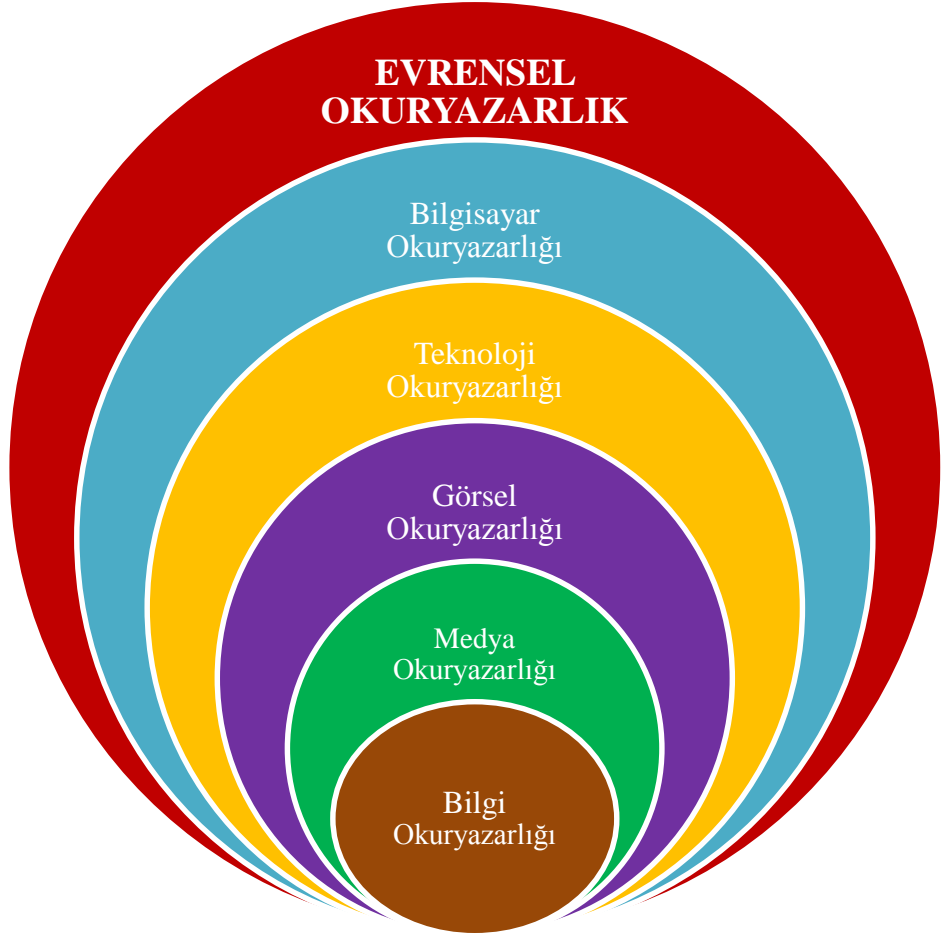 EVRENSEL
OKURYAZARLIK
Bilgisayar
Okuryazarlığı
Teknoloji
Okuryazarlığı
Görsel
Okuryazarlığı
Medya
Okuryazarlığı
Bilgi
Okuryazarlığı